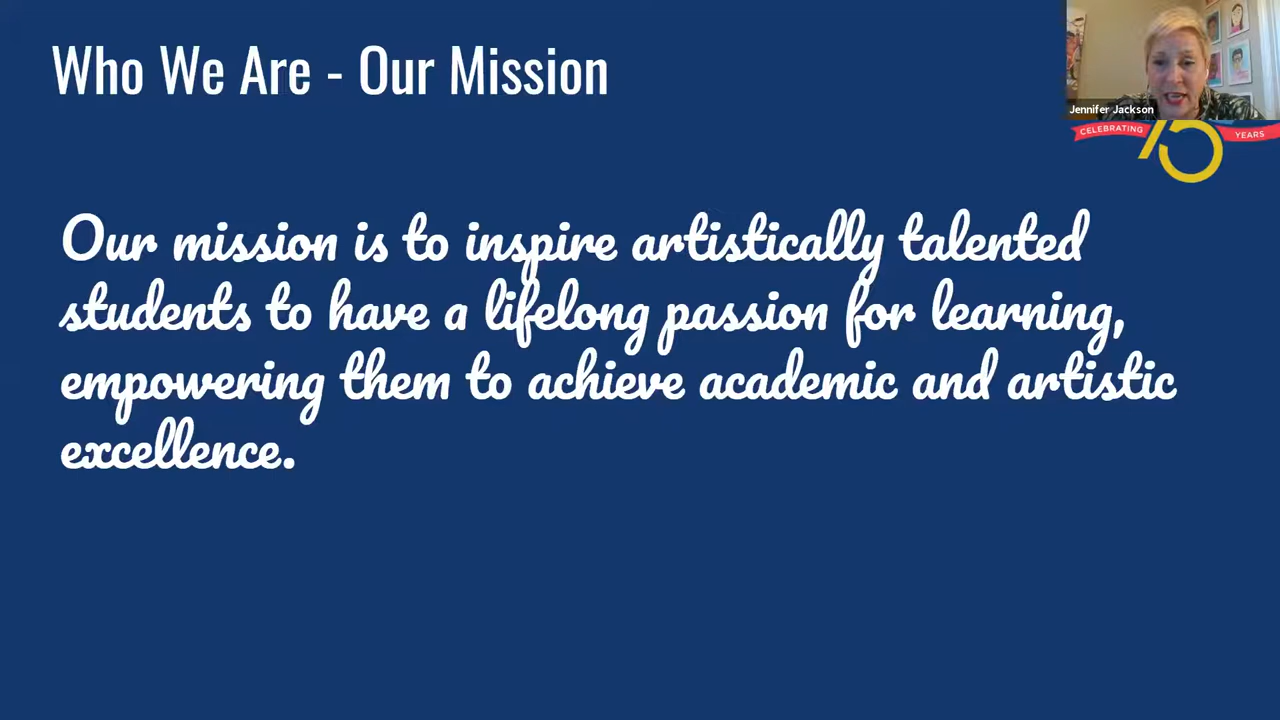 Who We Are - Our Mission
Jennifer Jackson
CELEBRATING
75
YEARS
Our mission is to inspire artistically talented
students to have a lifelong passion for learning,
empowering them to achieve academic and artistic
excellence.